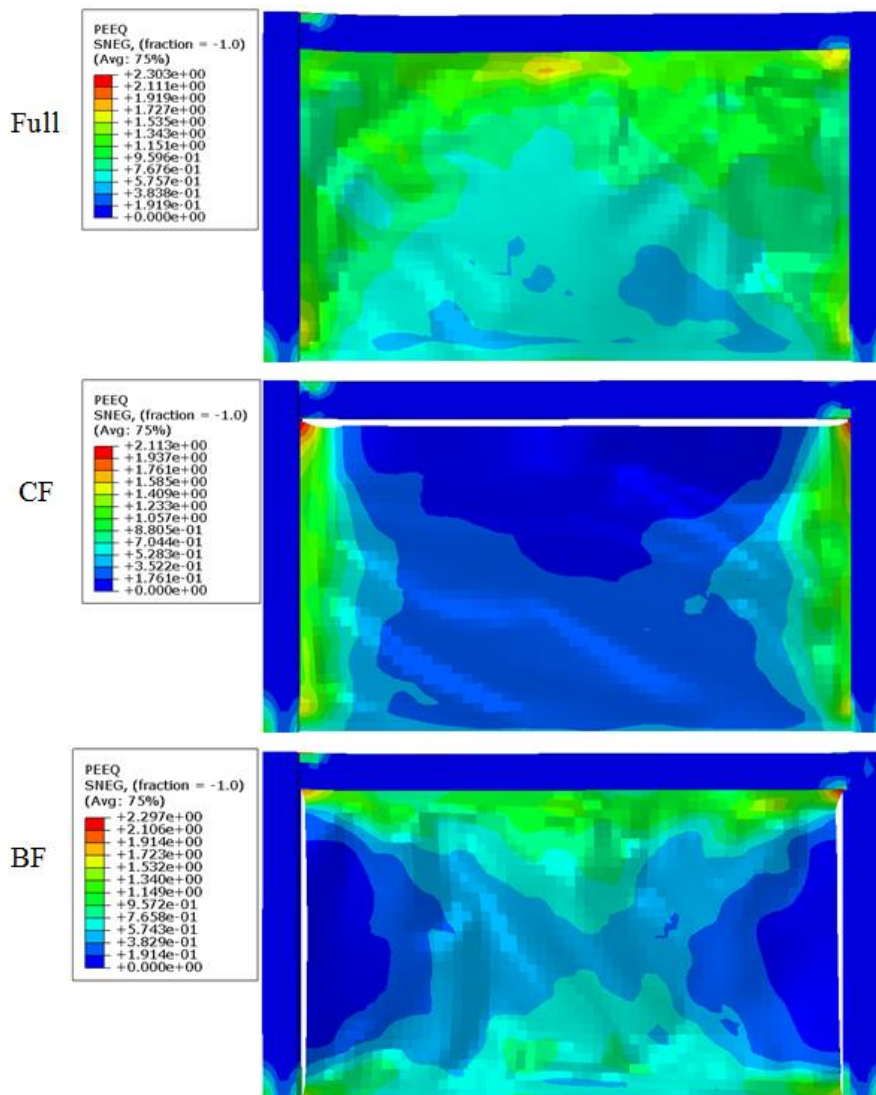 PEEQ
SNEG, (fraction = -1.0)
(Avg: 75%)
+2.303e+00
+2.111e+00
+1.919e+00
+1.727e+00
+1.535e+00
+1.343e+00
+1.151e+00
+9.596e-01
+7.676e-01
+5.757e-01
+3.838e-01
+1.919e-01
+0.000e+00
Full
PEEQ
SNEG, (fraction = -1.0)
(Avg: 75%)
+2.113e+00
+1.937e+00
+1.761e+00
+1.585e+00
+1.409e+00
+1.233e+00
+1.057e+00
+8.805e-01
+7.044e-01
+5.283e-01
+3.522e-01
+1.761e-01
+0.000e+00
CF
PEEQ
SNEG, (fraction = -1.0)
(Avg: 75%)
+2.297e+00
+2.106e+00
+1.914e+00
+1.723e+00
+1.532e+00
+1.340e+00
+1.149e+00
+9.572e-01
+7.658e-01
+5.743e-01
+3.829e-01
+1.914e-01
+0.000e+00
BF